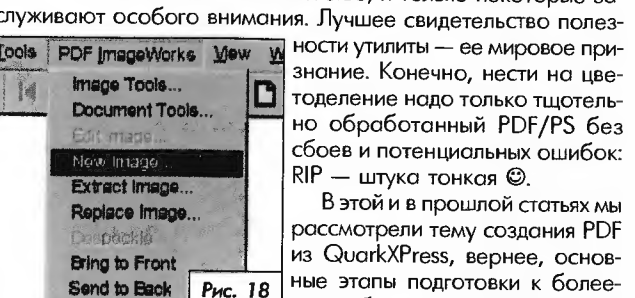 служивают особого внимания. Лучшее свидетельство полез-
ности утилиты — ее мировое при-
знание. Конечно, нести на цве-
тоделение надо только тщотель-
но обработанный PDF/PS без
сбоев и потенциальных ошибок:
RIP — штука тонкая ☺.
В этой и в прошлой статьях мы
рассмотрели тему создания PDF
из QuarkXPress, вернее, основ-
ные этапы подготовки к более-
Tools PDF ImageWorks View W
Image Tools...
Document Tools...
Edit Image...
New Image...
Extract Image...
Replace Image...
Despeckle
Bring to Front
Send to Back
Рис. 18